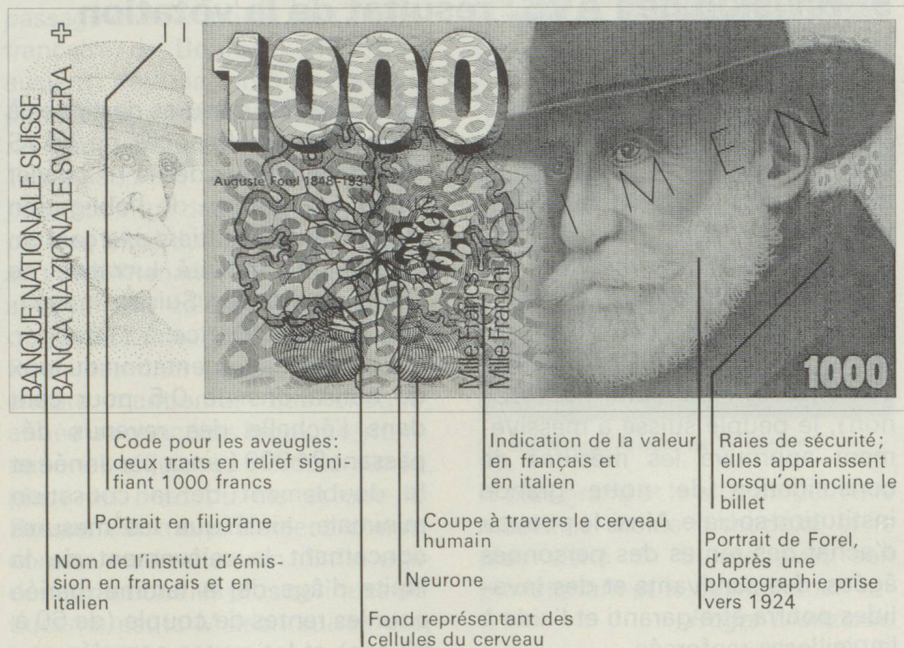 BANQUE NATIONALE SUISSE
BANCA NAZIONALE SVIZZERA
1000
Auguste Forel 1848-1931
IMEN
Mille Francs
Mille Franchi
1000
Code pour les aveugles:
deux traits en relief signi-
fiant 1000 francs
Portrait en filigrane
Nom de l'institut d'émis-
sion en français et en
italien
Indication de la valeur
en français et
en italien
Coupe à travers le cerveau
humain
Neurone
Fond représentant des
cellules du cerveau
Raies de sécurité;
elles apparaissent
lorsqu'on incline le
billet
Portrait de Forel,
d'après une
photographie prise
vers 1924